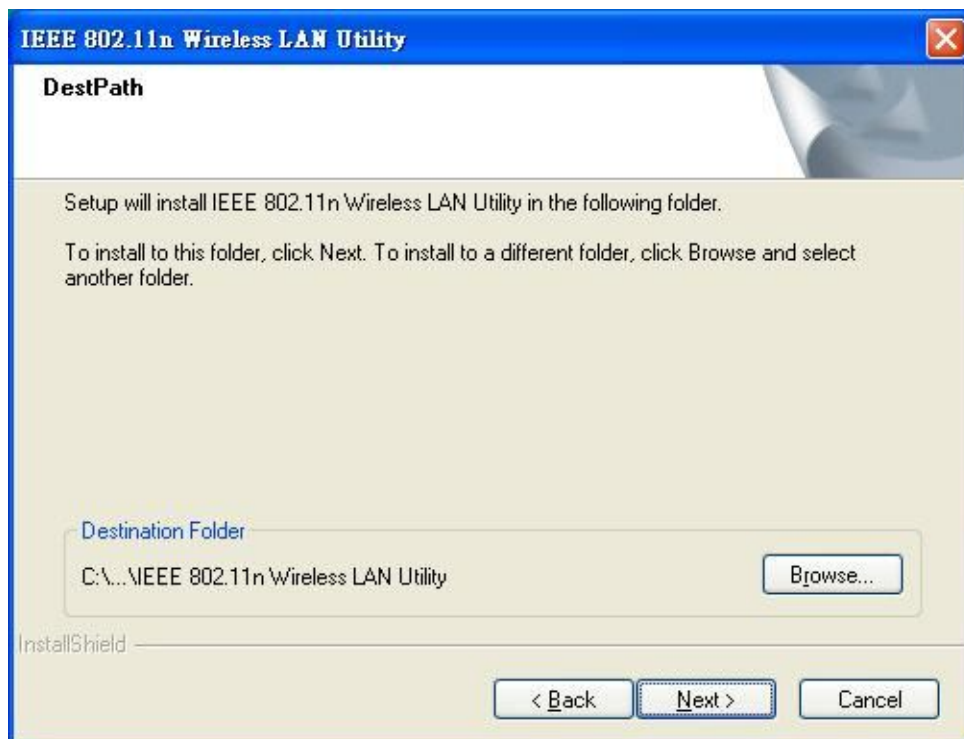 IEEE 802.11n Wireless LAN Utility
DestPath
Setup will install IEEE 802.11n Wireless LAN Utility in the following folder.
To install to this folder, click Next. To install to a different folder, click Browse and select
another folder.
Destination Folder
C:\...\IEEE 802.11n Wireless LAN Utility
Browse...
InstallShield
< Back
Next >
Cancel